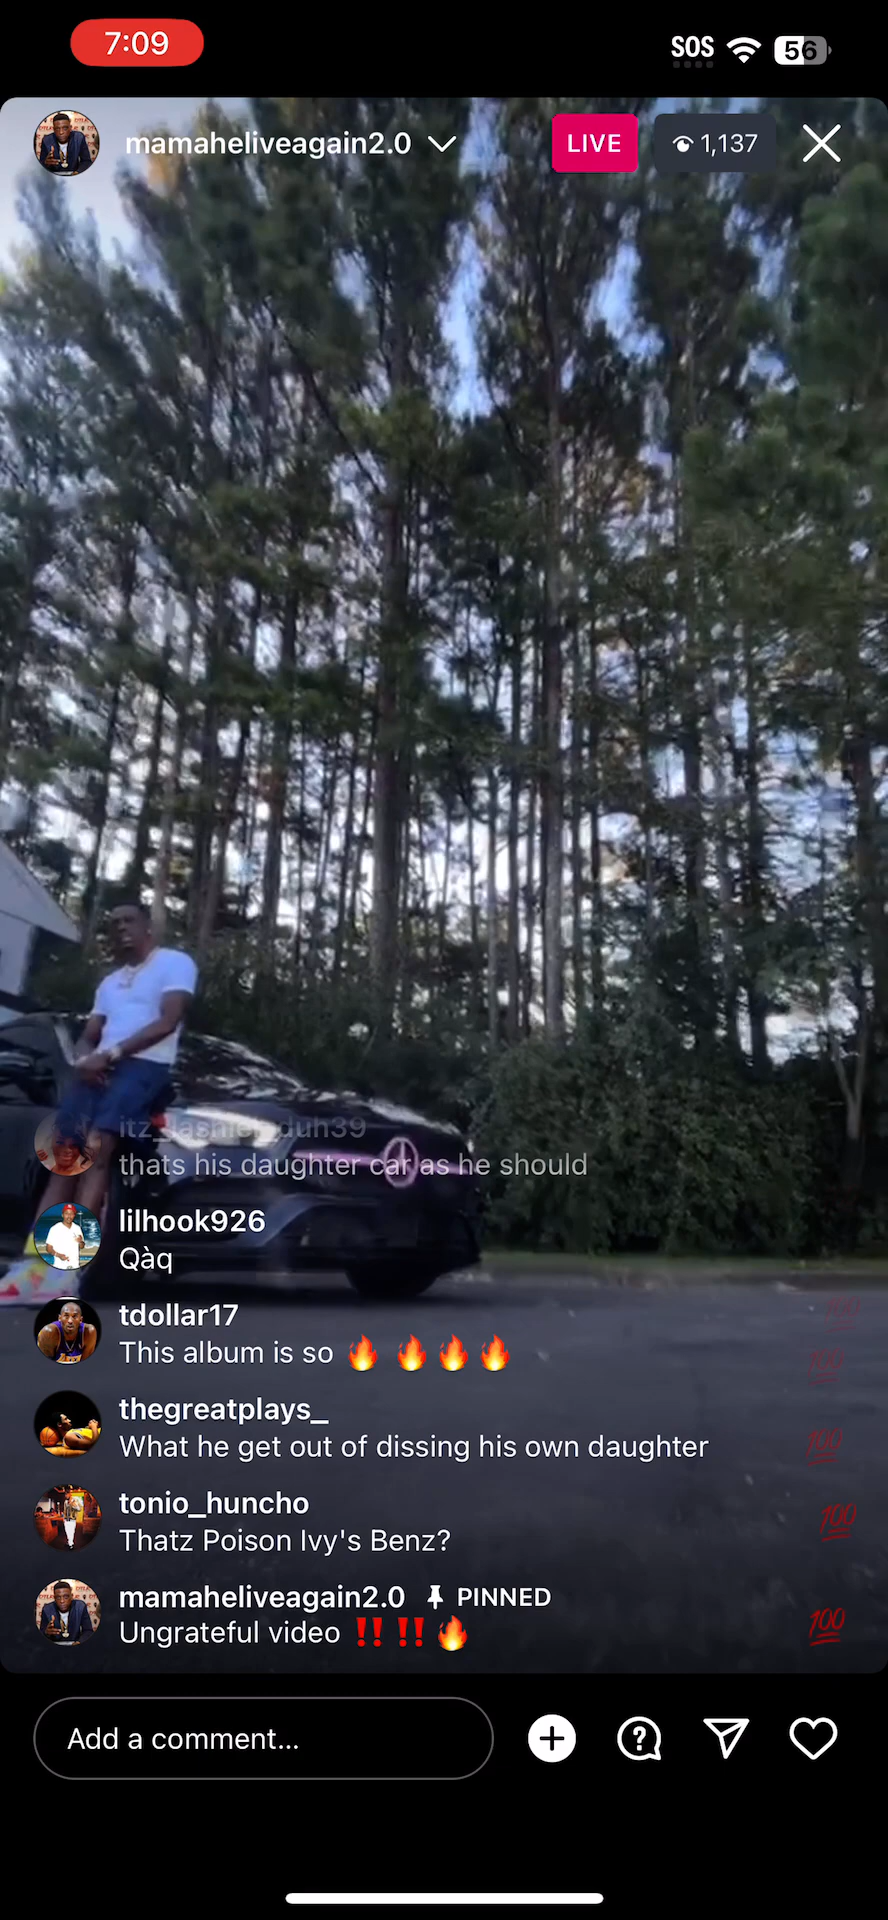 7:09
SOS
56
mamaheliveagain2.0
LIVE
1,137
thats his daughter car as he should
lilhook926
Qàq
tdollar17
This album is so 🔥 🔥 🔥 🔥
thegreatplays_
What he get out of dissing his own daughter
tonio_huncho
Thatz Poison Ivy's Benz?
mamaheliveagain2.0 📌 PINNED
Ungrateful video ‼️ ‼️ 🔥
Add a comment...
💯
💯
💯
💯
💯